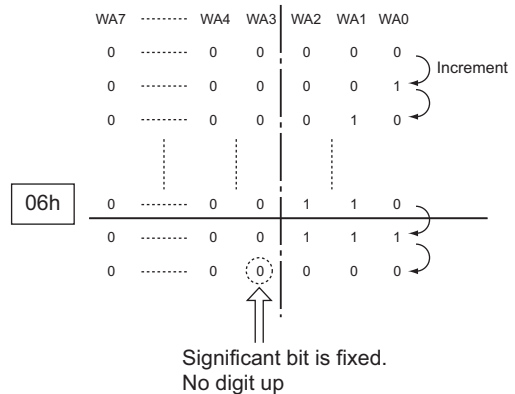 WA7 WA4 WA3 WA2 WA1 WA0
0 0 0 0 0 0
Increment
0 0 0 0 0 1
0 0 0 0 1 0
06h 0 0 0 1 1 0
0 0 0 1 1 1
0 0 0 0 0 0
Significant bit is fixed.
No digit up